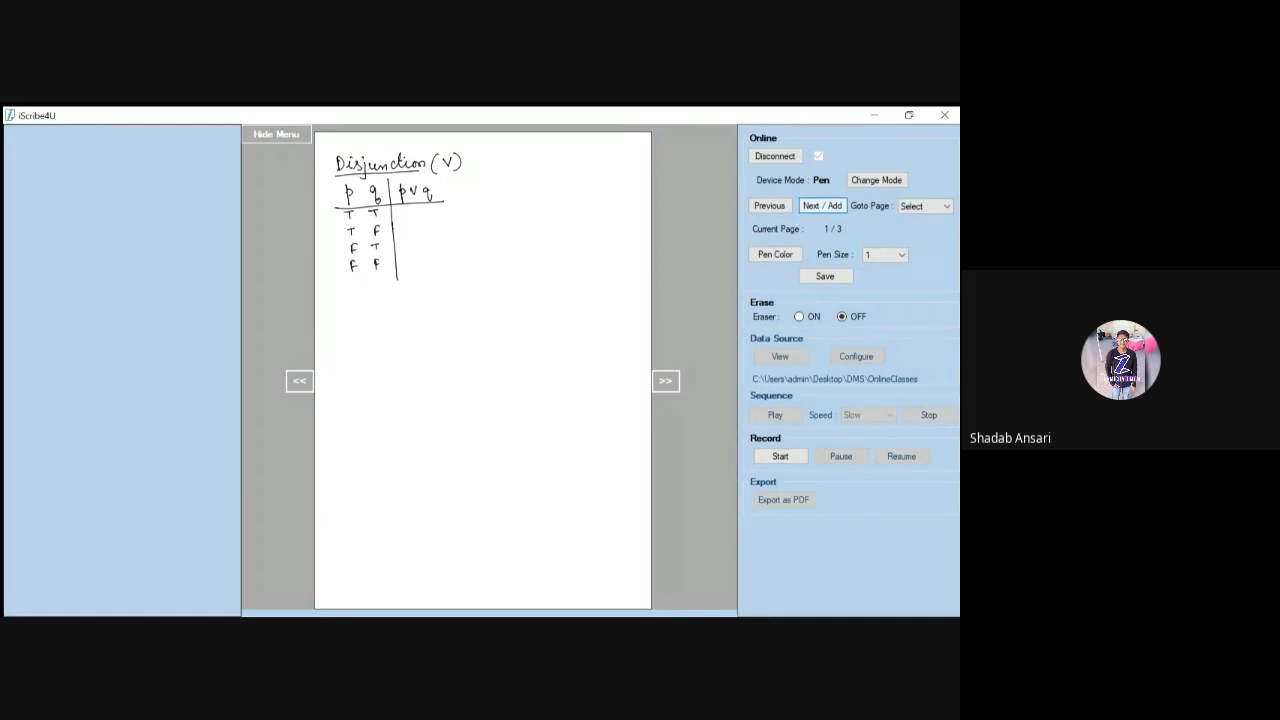 iScribe4U
Hide Menu
Disjunction (∨)
p q p ∨ q
T T
T F
F T
F F
<<
>>
Online
Disconnect
Device Mode : Pen Change Mode
Previous Next / Add Goto Page : Select
Current Page : 1 / 3
Pen Color Pen Size : 1
Save
Erase
Eraser : ON OFF
Data Source
View Configure
C:\Users\admin\Desktop\DMS\OnlineClasses
Sequence
Play Speed : Slow Stop
Record
Start Pause Resume
Export
Export as PDF
Shadab Ansari